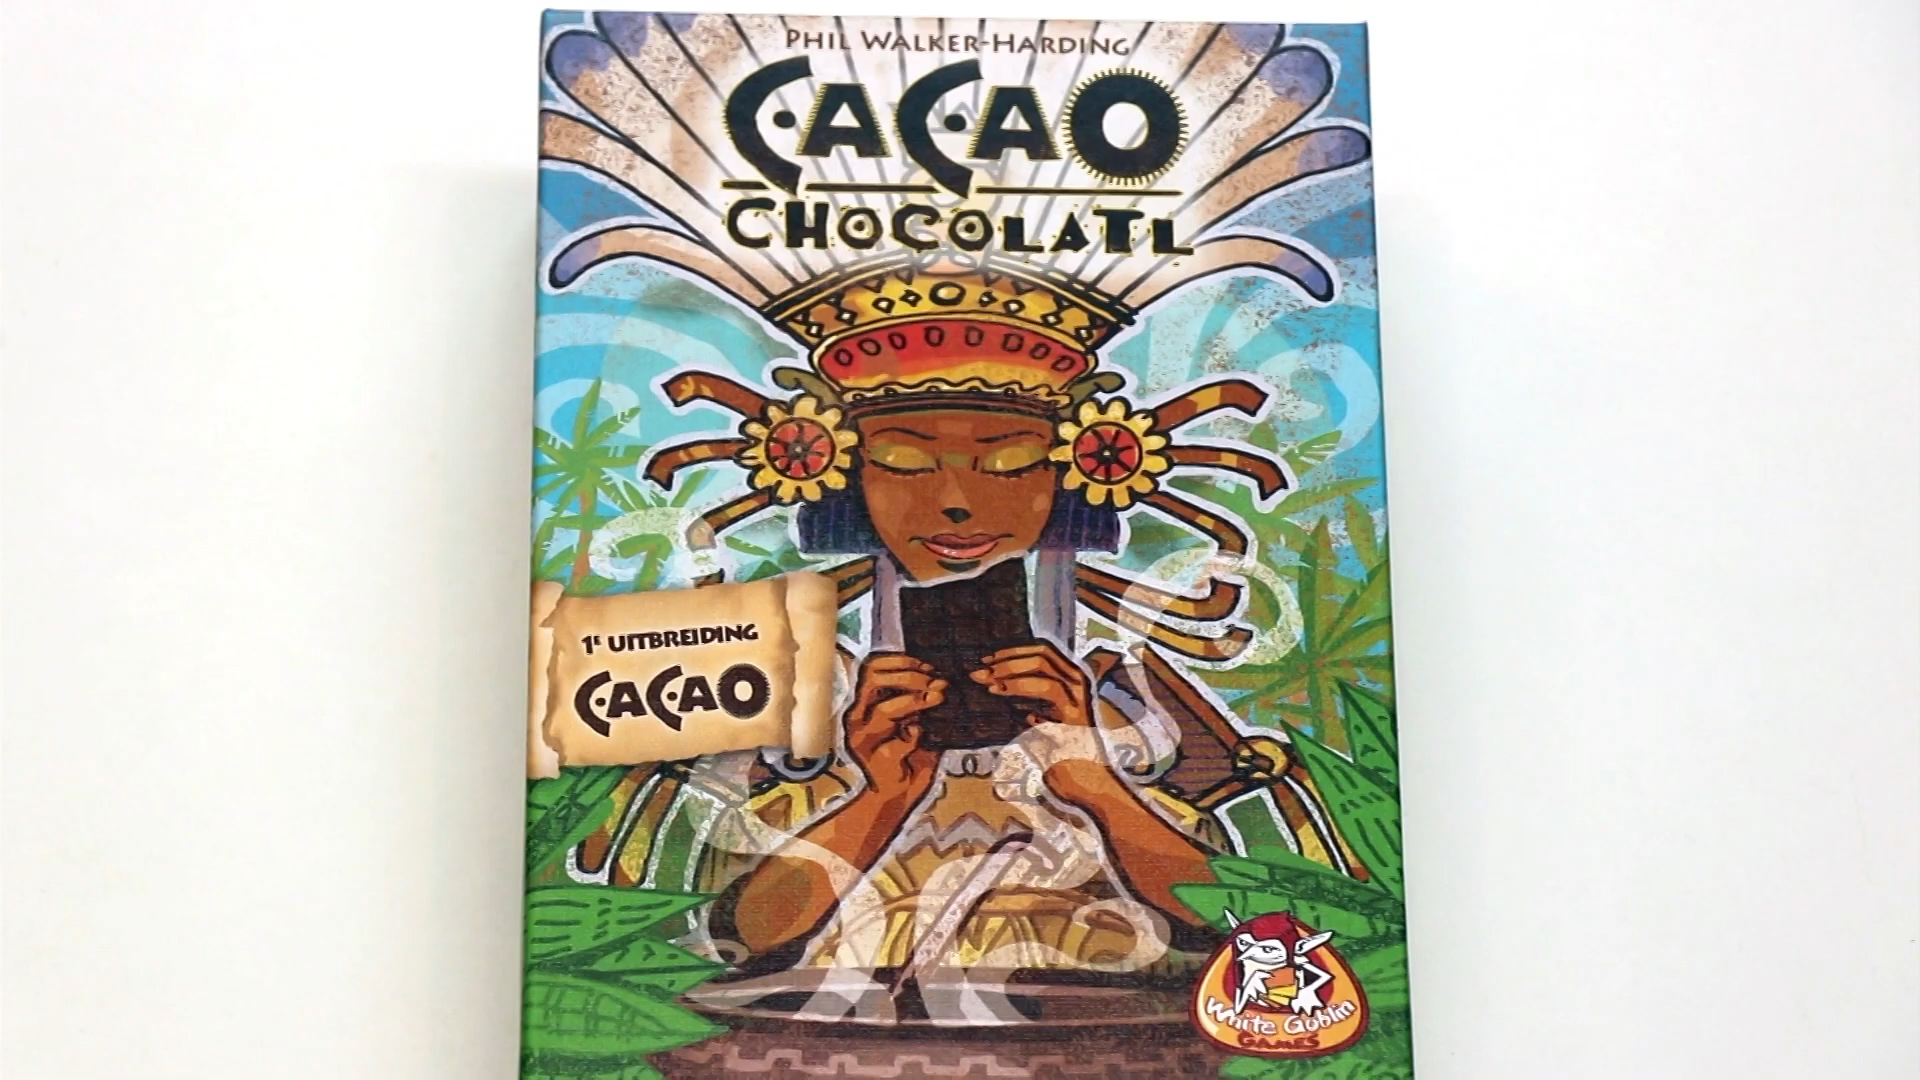 PHIL WALKER-HARDING
CACAO
CHOCOLATL
1E UITBREIDING
CACAO
White Goblin
GAMES